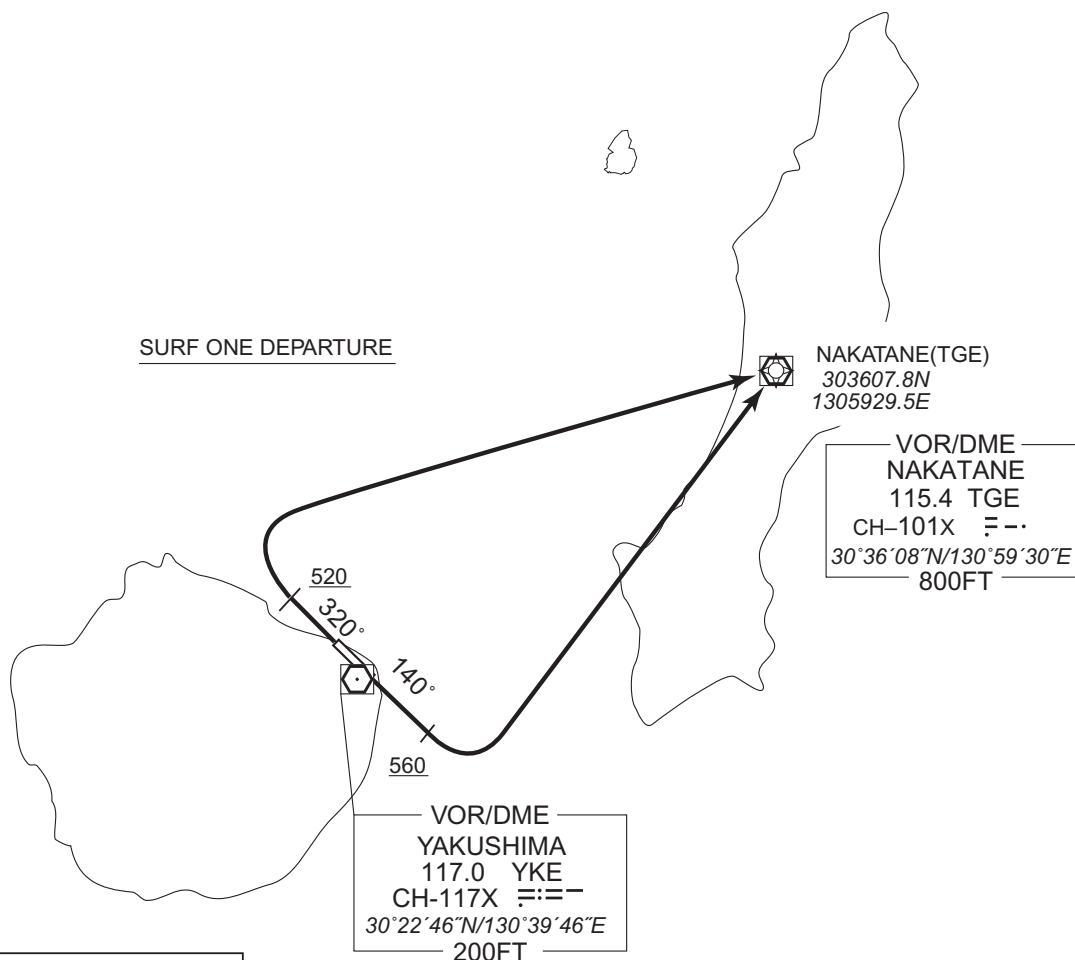 SURF ONE DEPARTURE
NAKATANE(TGE)
303607.8N
1305929.5E
VOR/DME
NAKATANE
115.4 TGE
CH–101X
30°36´08˝N/130°59´30˝E
800FT
520
320°
140°
560
VOR/DME
YAKUSHIMA
117.0 YKE
CH-117X
30°22´46˝N/130°39´46˝E
200FT